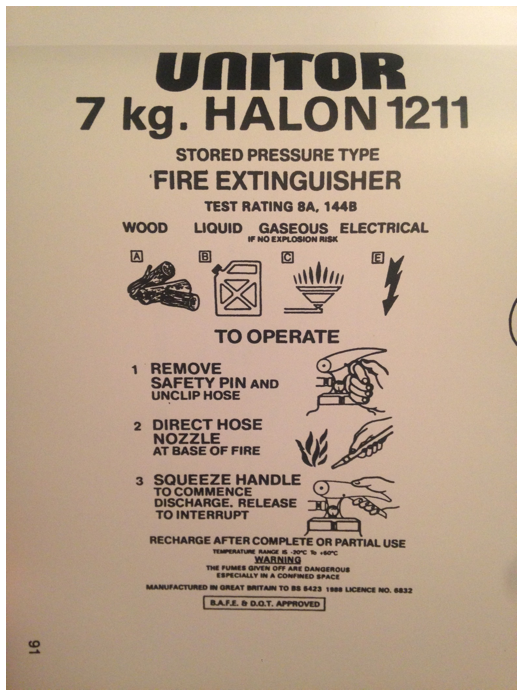 UNITOR
7 kg. HALON 1211
STORED PRESSURE TYPE
FIRE EXTINGUISHER
TEST RATING 8A, 144B
WOOD LIQUID GASEOUS ELECTRICAL
IF NO EXPLOSION RISK
A B C E
TO OPERATE
1 REMOVE
SAFETY PIN AND
UNCLIP HOSE
2 DIRECT HOSE
NOZZLE
AT BASE OF FIRE
3 SQUEEZE HANDLE
TO COMMENCE
DISCHARGE. RELEASE
TO INTERRUPT
RECHARGE AFTER COMPLETE OR PARTIAL USE
TEMPERATURE RANGE IS -20°C To +60°C
WARNING
THE FUMES GIVEN OFF ARE DANGEROUS
ESPECIALLY IN A CONFINED SPACE
MANUFACTURED IN GREAT BRITAIN TO BS 5423 1986 LICENCE NO. 6832
B.A.F.E. & D.O.T. APPROVED
91